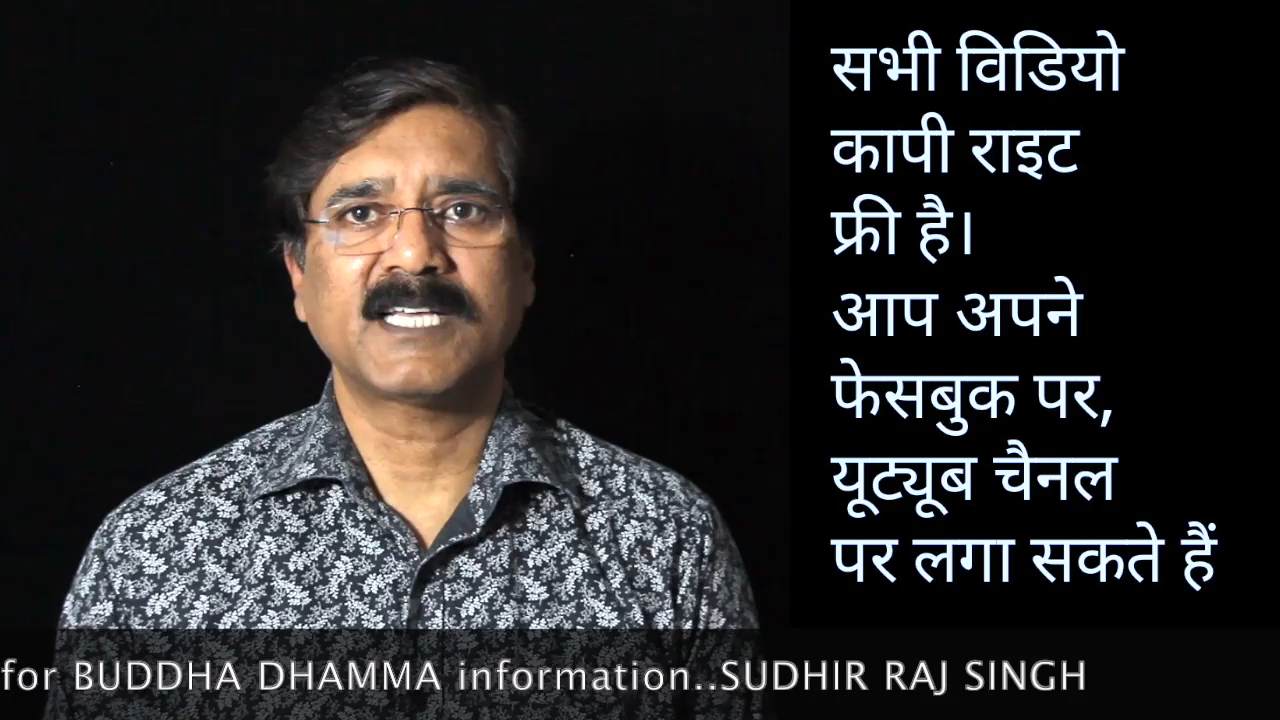 सभी विडियो
कापी राइट
फ्री है।
आप अपने
फेसबुक पर,
यूट्यूब चैनल
पर लगा सकते हैं
for BUDDHA DHAMMA information..SUDHIR RAJ SINGH